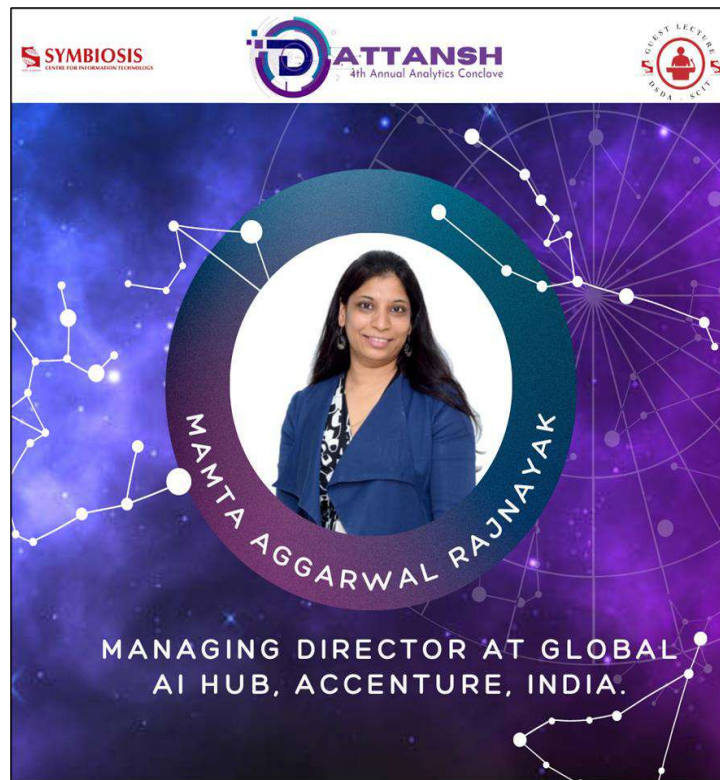 SYMBIOSIS
CENTRE FOR INFORMATION TECHNOLOGY
DATTANSH
4th Annual Analytics Conclave
GUEST LECTURE
DSDA - SCIT
MAMTA AGGARWAL RAJNAYAK
MANAGING DIRECTOR AT GLOBAL
AI HUB, ACCENTURE, INDIA.